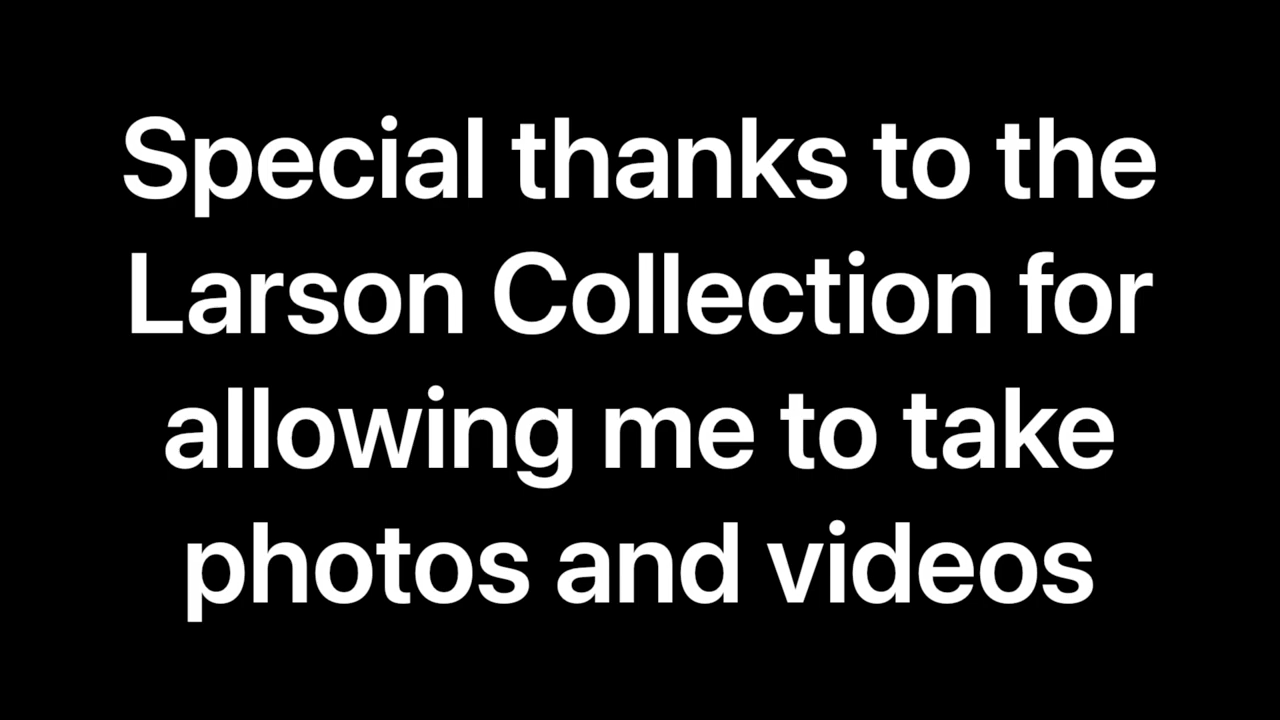 Special thanks to the
Larson Collection for
allowing me to take
photos and videos